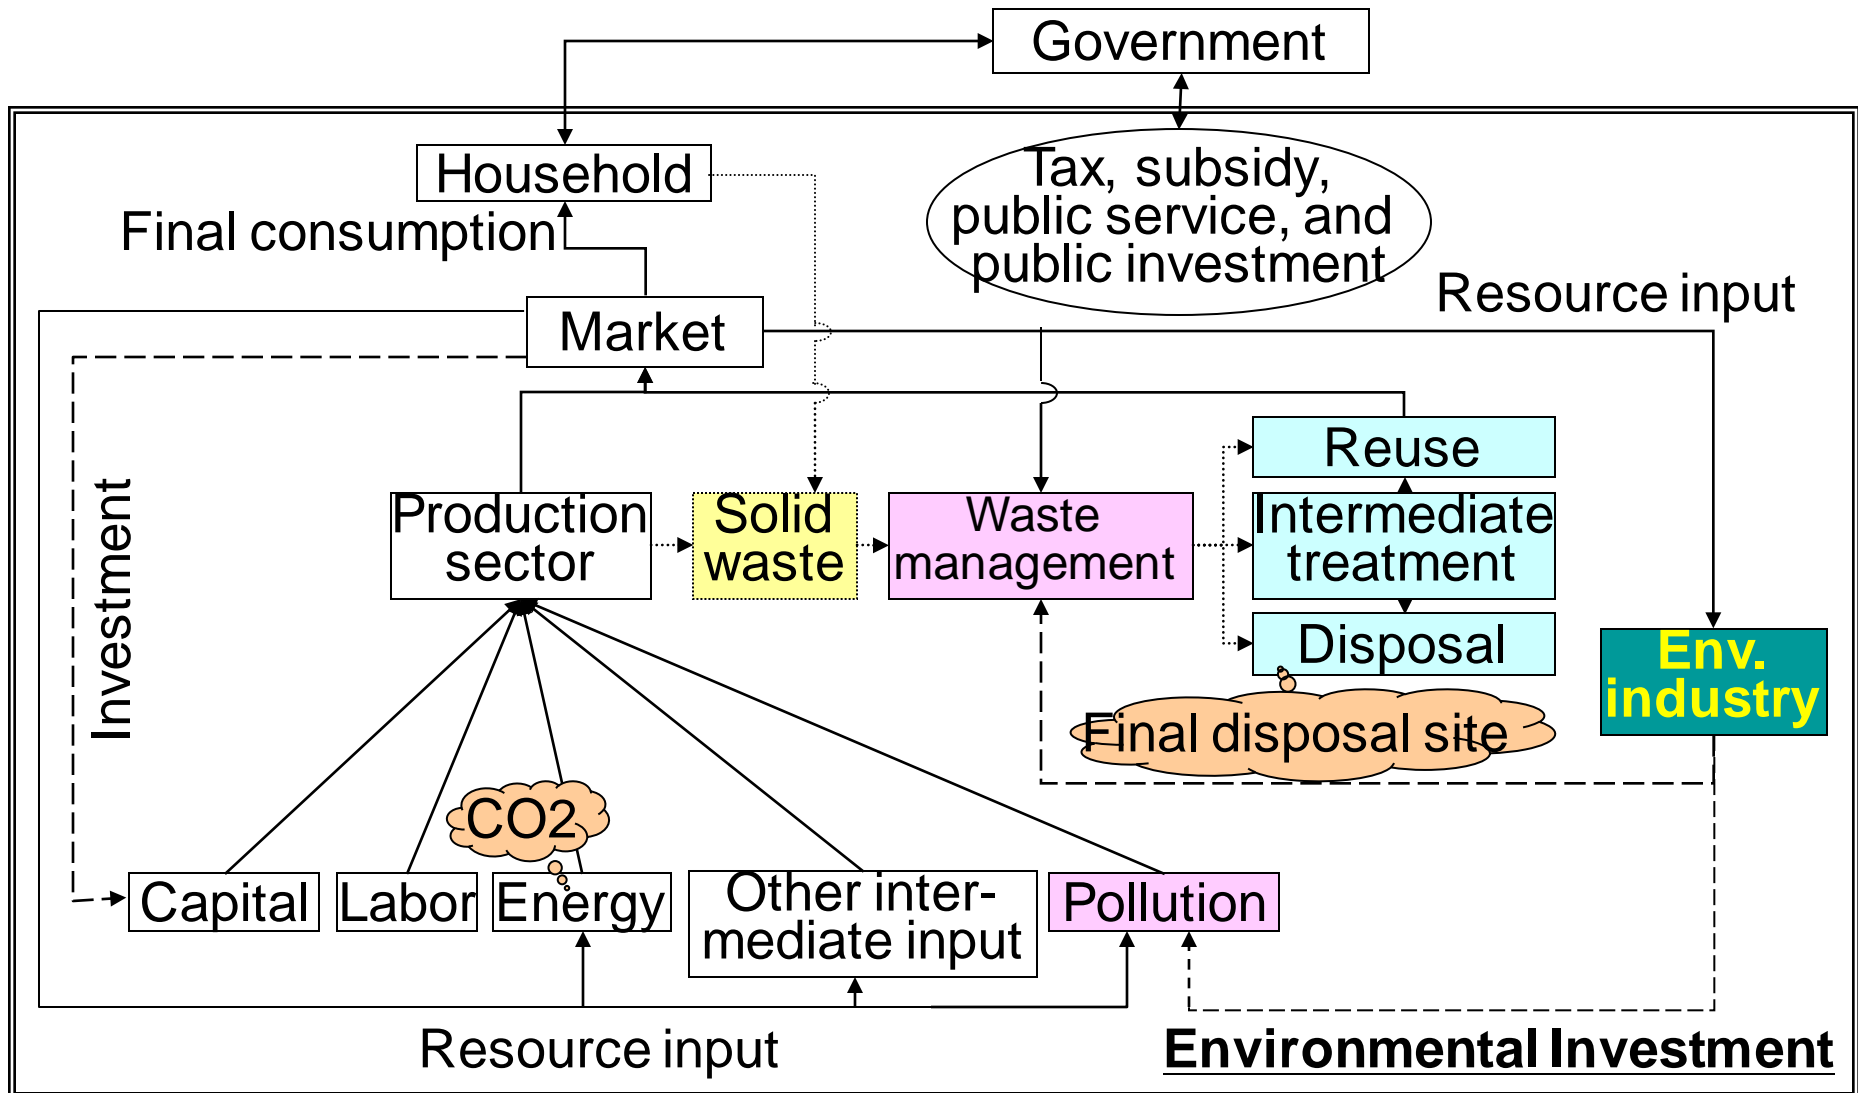 Government
Household
Tax, subsidy,
public service, and
public investment
Final consumption
Resource input
Market
Reuse
Investment
Production
sector
Solid
waste
Waste
management
Intermediate
treatment
Disposal
Env.
industry
Final disposal site
CO2
Capital
Labor
Energy
Other inter-
mediate input
Pollution
Resource input
Environmental Investment